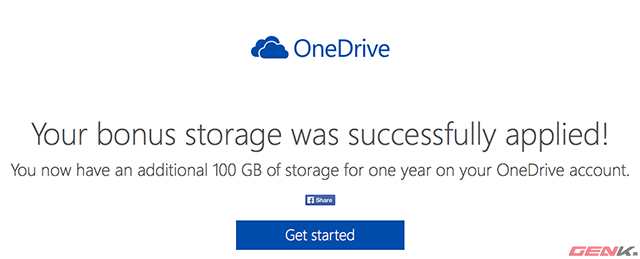 OneDrive
Your bonus storage was successfully applied!
You now have an additional 100 GB of storage for one year on your OneDrive account.
f Share
Get started
GENK.